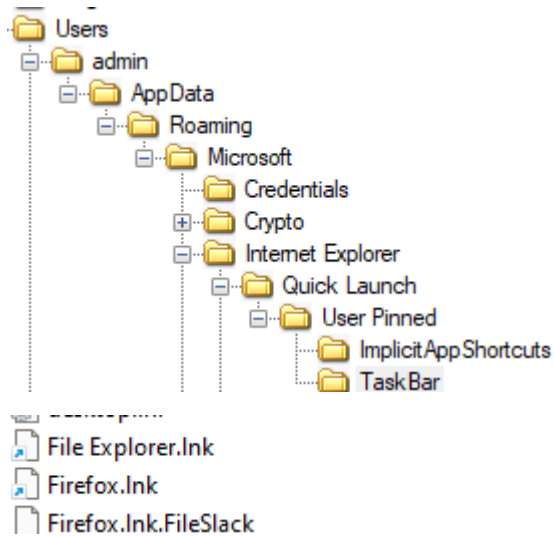 Users
admin
AppData
Roaming
Microsoft
Credentials
Crypto
Internet Explorer
Quick Launch
User Pinned
ImplicitAppShortcuts
TaskBar
File Explorer.lnk
Firefox.lnk
Firefox.lnk.FileSlack